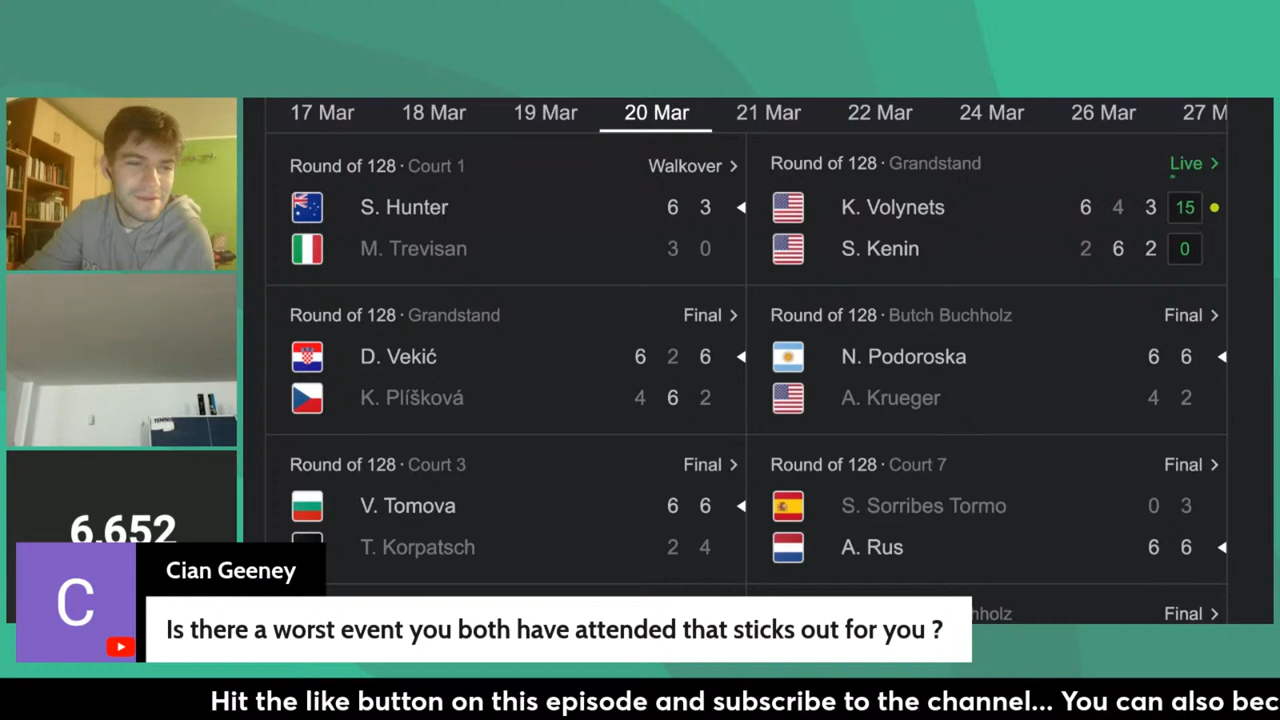 17 Mar 18 Mar 19 Mar 20 Mar 21 Mar 22 Mar 24 Mar 26 Mar 27 M
Round of 128 · Court 1 Walkover >
S. Hunter 6 3
M. Trevisan 3 0
Round of 128 · Grandstand Live >
K. Volynets 6 4 3 15
S. Kenin 2 6 2 0
Round of 128 · Grandstand Final >
D. Vekić 6 2 6
K. Plíšková 4 6 2
Round of 128 · Butch Buchholz Final >
N. Podoroska 6 6
A. Krueger 4 2
Round of 128 · Court 3 Final >
V. Tomova 6 6
T. Korpatsch 2 4
Round of 128 · Court 7 Final >
S. Sorribes Tormo 0 3
A. Rus 6 6
hholz Final >
6,652
C
Cian Geeney
Is there a worst event you both have attended that sticks out for you ?
Hit the like button on this episode and subscribe to the channel... You can also bec